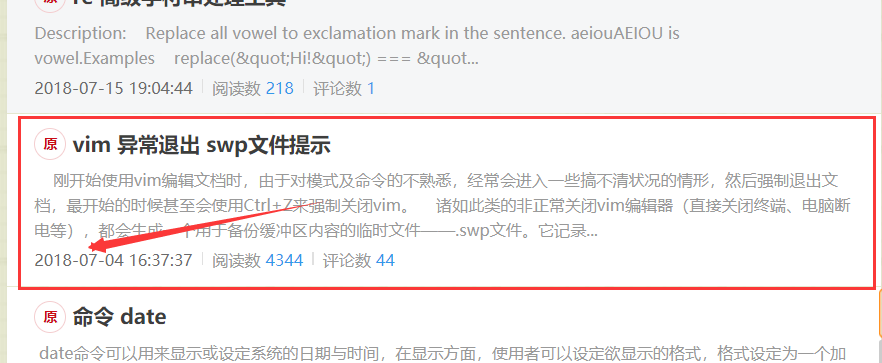 原 re 高级字符串处理工具
Description: Replace all vowel to exclamation mark in the sentence. aeiouAEIOU is
vowel.Examples replace(&quot;Hi!&quot;) === &quot...
2018-07-15 19:04:44 阅读数 218 评论数 1
原 vim 异常退出 swp文件提示
刚开始使用vim编辑文档时，由于对模式及命令的不熟悉，经常会进入一些搞不清状况的情形，然后强制退出文
档，最开始的时候甚至会使用Ctrl+Z来强制关闭vim。 诸如此类的非正常关闭vim编辑器（直接关闭终端、电脑断
电等），都会生成一个用于备份缓冲区内容的临时文件——.swp文件。它记录...
2018-07-04 16:37:37 阅读数 4344 评论数 44
原 命令 date
date命令可以用来显示或设定系统的日期与时间，在显示方面，使用者可以设定欲显示的格式，格式设定为一个加